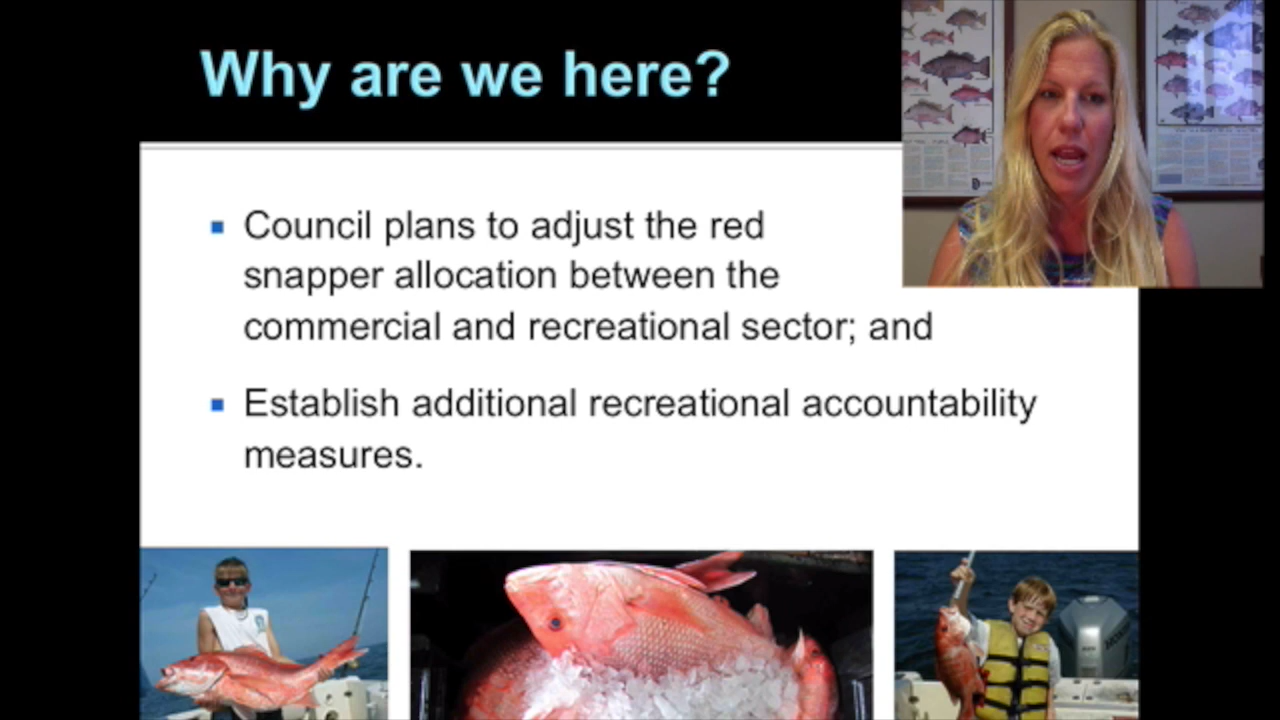 Why are we here?
Council plans to adjust the red
snapper allocation between the
commercial and recreational sector; and
Establish additional recreational accountability
measures.